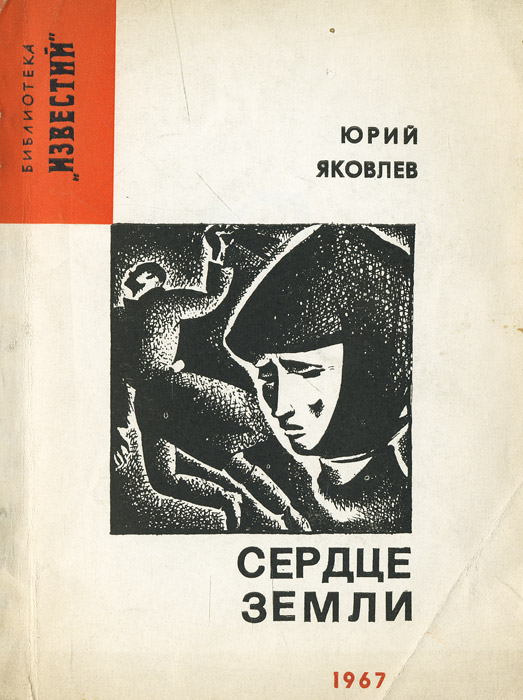 БИБЛИОТЕКА
„ИЗВЕСТИЙ"
ЮРИЙ
ЯКОВЛЕВ
СЕРДЦЕ
ЗЕМЛИ
1967